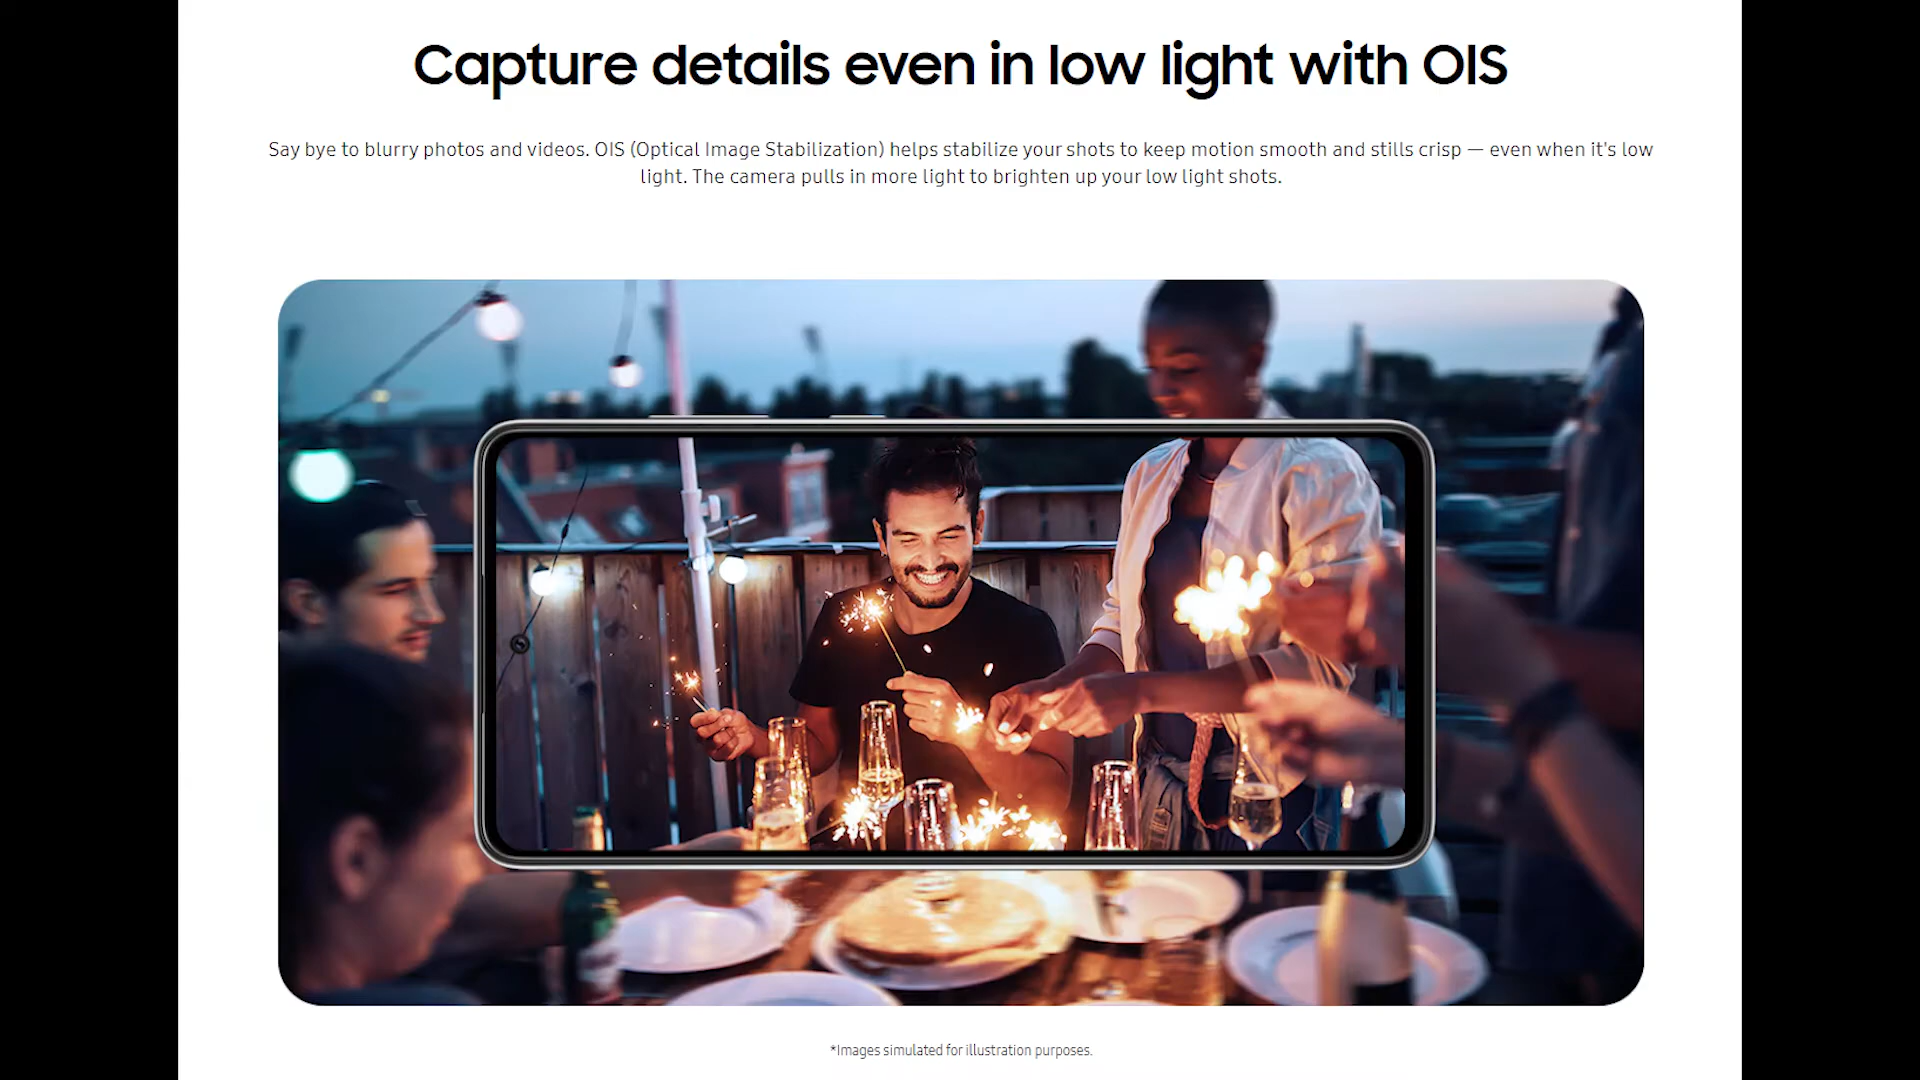 Capture details even in low light with OIS
Say bye to blurry photos and videos. OIS (Optical Image Stabilization) helps stabilize your shots to keep motion smooth and stills crisp — even when it's low
light. The camera pulls in more light to brighten up your low light shots.
*Images simulated for illustration purposes.